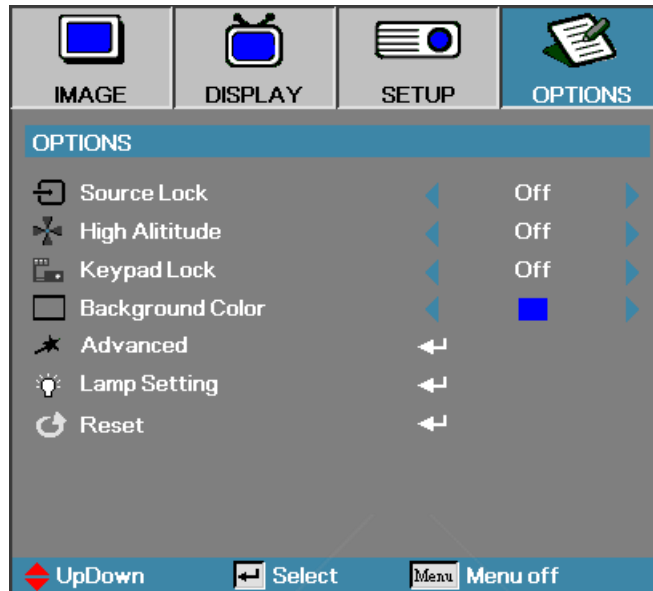 IMAGE DISPLAY SETUP OPTIONS
OPTIONS
Source Lock Off
High Alititude Off
Keypad Lock Off
Background Color
Advanced
Lamp Setting
Reset
UpDown Select Menu Menu off